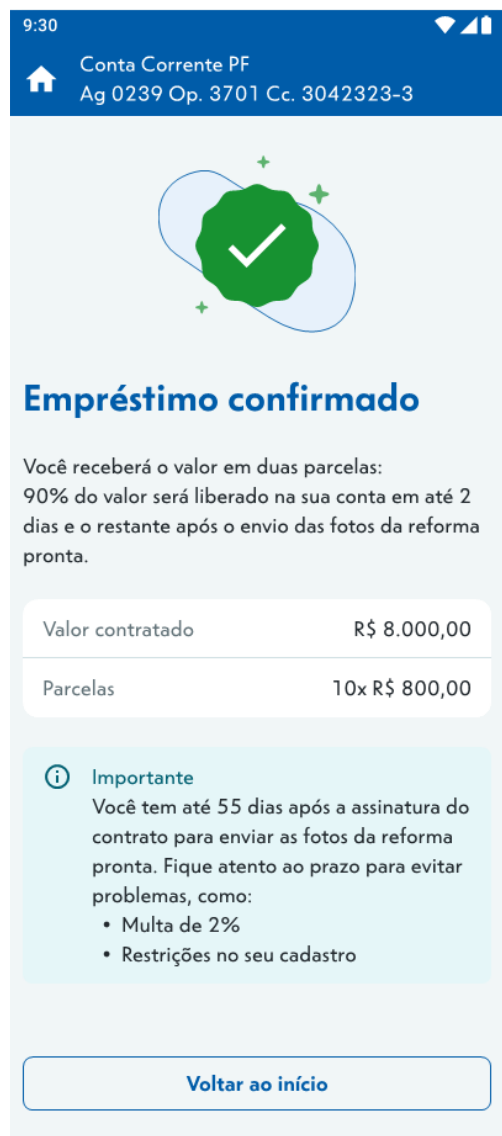 9:30
Conta Corrente PF
Ag 0239 Op. 3701 Cc. 3042323-3
Empréstimo confirmado
Você receberá o valor em duas parcelas:
90% do valor será liberado na sua conta em até 2
dias e o restante após o envio das fotos da reforma
pronta.
Valor contratado R$ 8.000,00
Parcelas 10x R$ 800,00
Importante
Você tem até 55 dias após a assinatura do
contrato para enviar as fotos da reforma
pronta. Fique atento ao prazo para evitar
problemas, como:
• Multa de 2%
• Restrições no seu cadastro
Voltar ao início